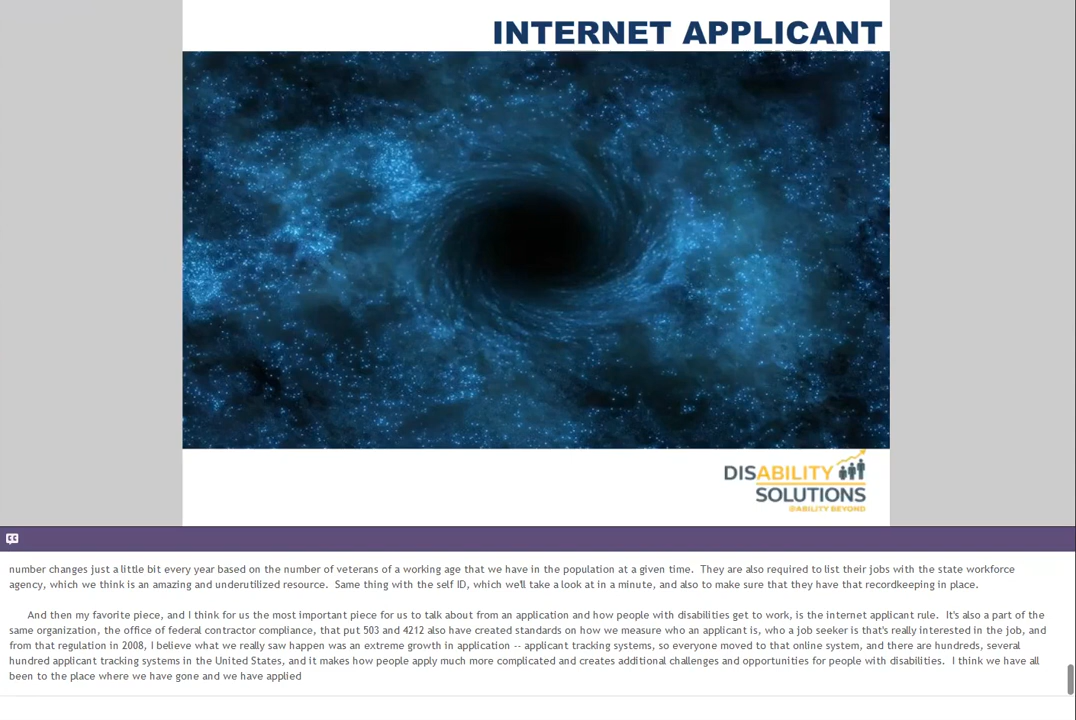 INTERNET APPLICANT
DISABILITY
SOLUTIONS
@ABILITY BEYOND
number changes just a little bit every year based on the number of veterans of a working age that we have in the population at a given time.  They are also required to list their jobs with the state workforce
agency, which we think is an amazing and underutilized resource.  Same thing with the self ID, which we'll take a look at in a minute, and also to make sure that they have that recordkeeping in place.
And then my favorite piece, and I think for us the most important piece for us to talk about from an application and how people with disabilities get to work, is the internet applicant rule.  It's also a part of the
same organization, the office of federal contractor compliance, that put 503 and 4212 also have created standards on how we measure who an applicant is, who a job seeker is that's really interested in the job, and
from that regulation in 2008, I believe what we really saw happen was an extreme growth in application -- applicant tracking systems, so everyone moved to that online system, and there are hundreds, several
hundred applicant tracking systems in the United States, and it makes how people apply much more complicated and creates additional challenges and opportunities for people with disabilities.  I think we have all
been to the place where we have gone and we have applied